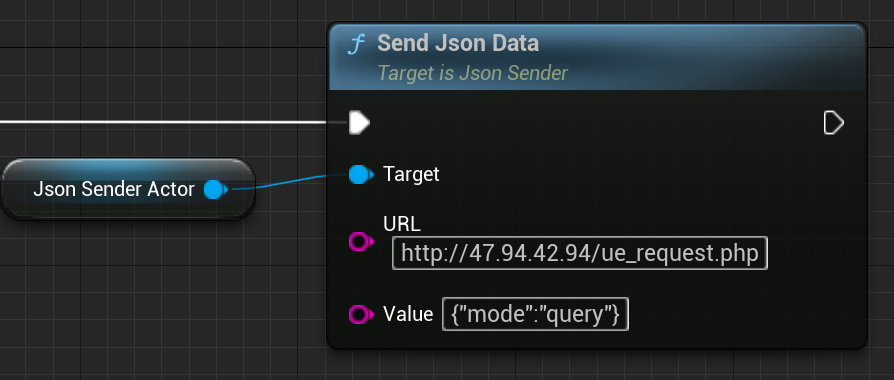 Send Json Data
Target is Json Sender
Json Sender Actor
Target
URL
http://47.94.42.94/ue_request.php
Value {"mode":"query"}